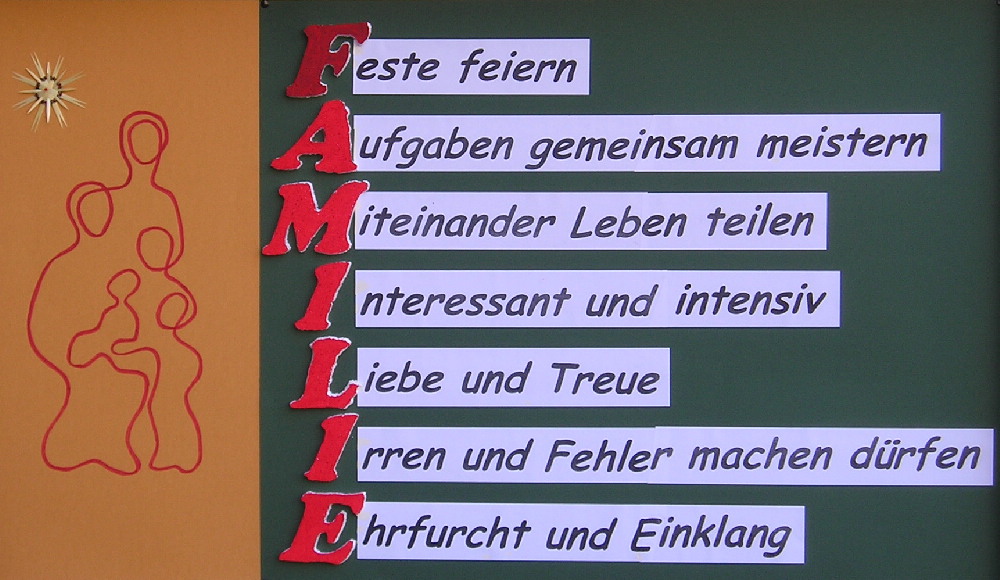 Feste feiern
Aufgaben gemeinsam meistern
Miteinander Leben teilen
Interessant und intensiv
Liebe und Treue
Irren und Fehler machen dürfen
Ehrfurcht und Einklang